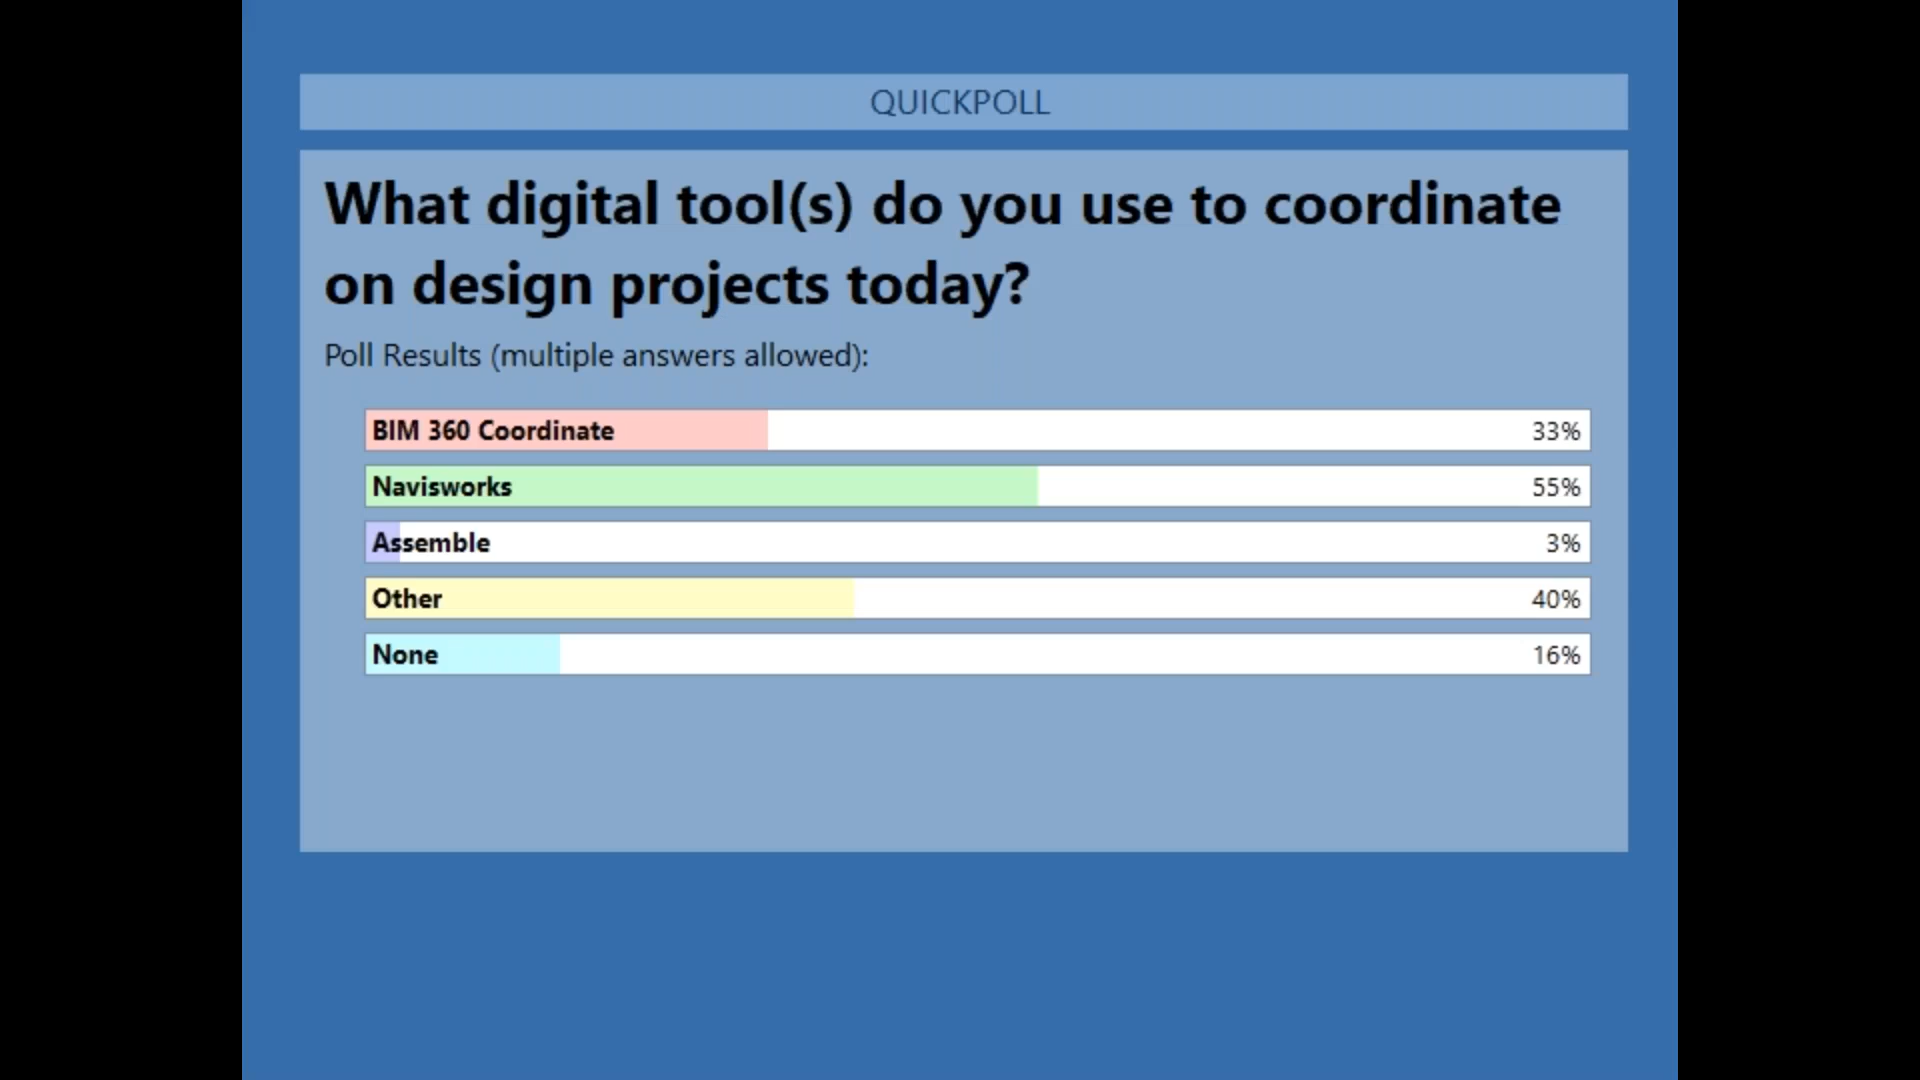 QUICKPOLL
What digital tool(s) do you use to coordinate
on design projects today?
Poll Results (multiple answers allowed):
BIM 360 Coordinate 33%
Navisworks 55%
Assemble 3%
Other 40%
None 16%